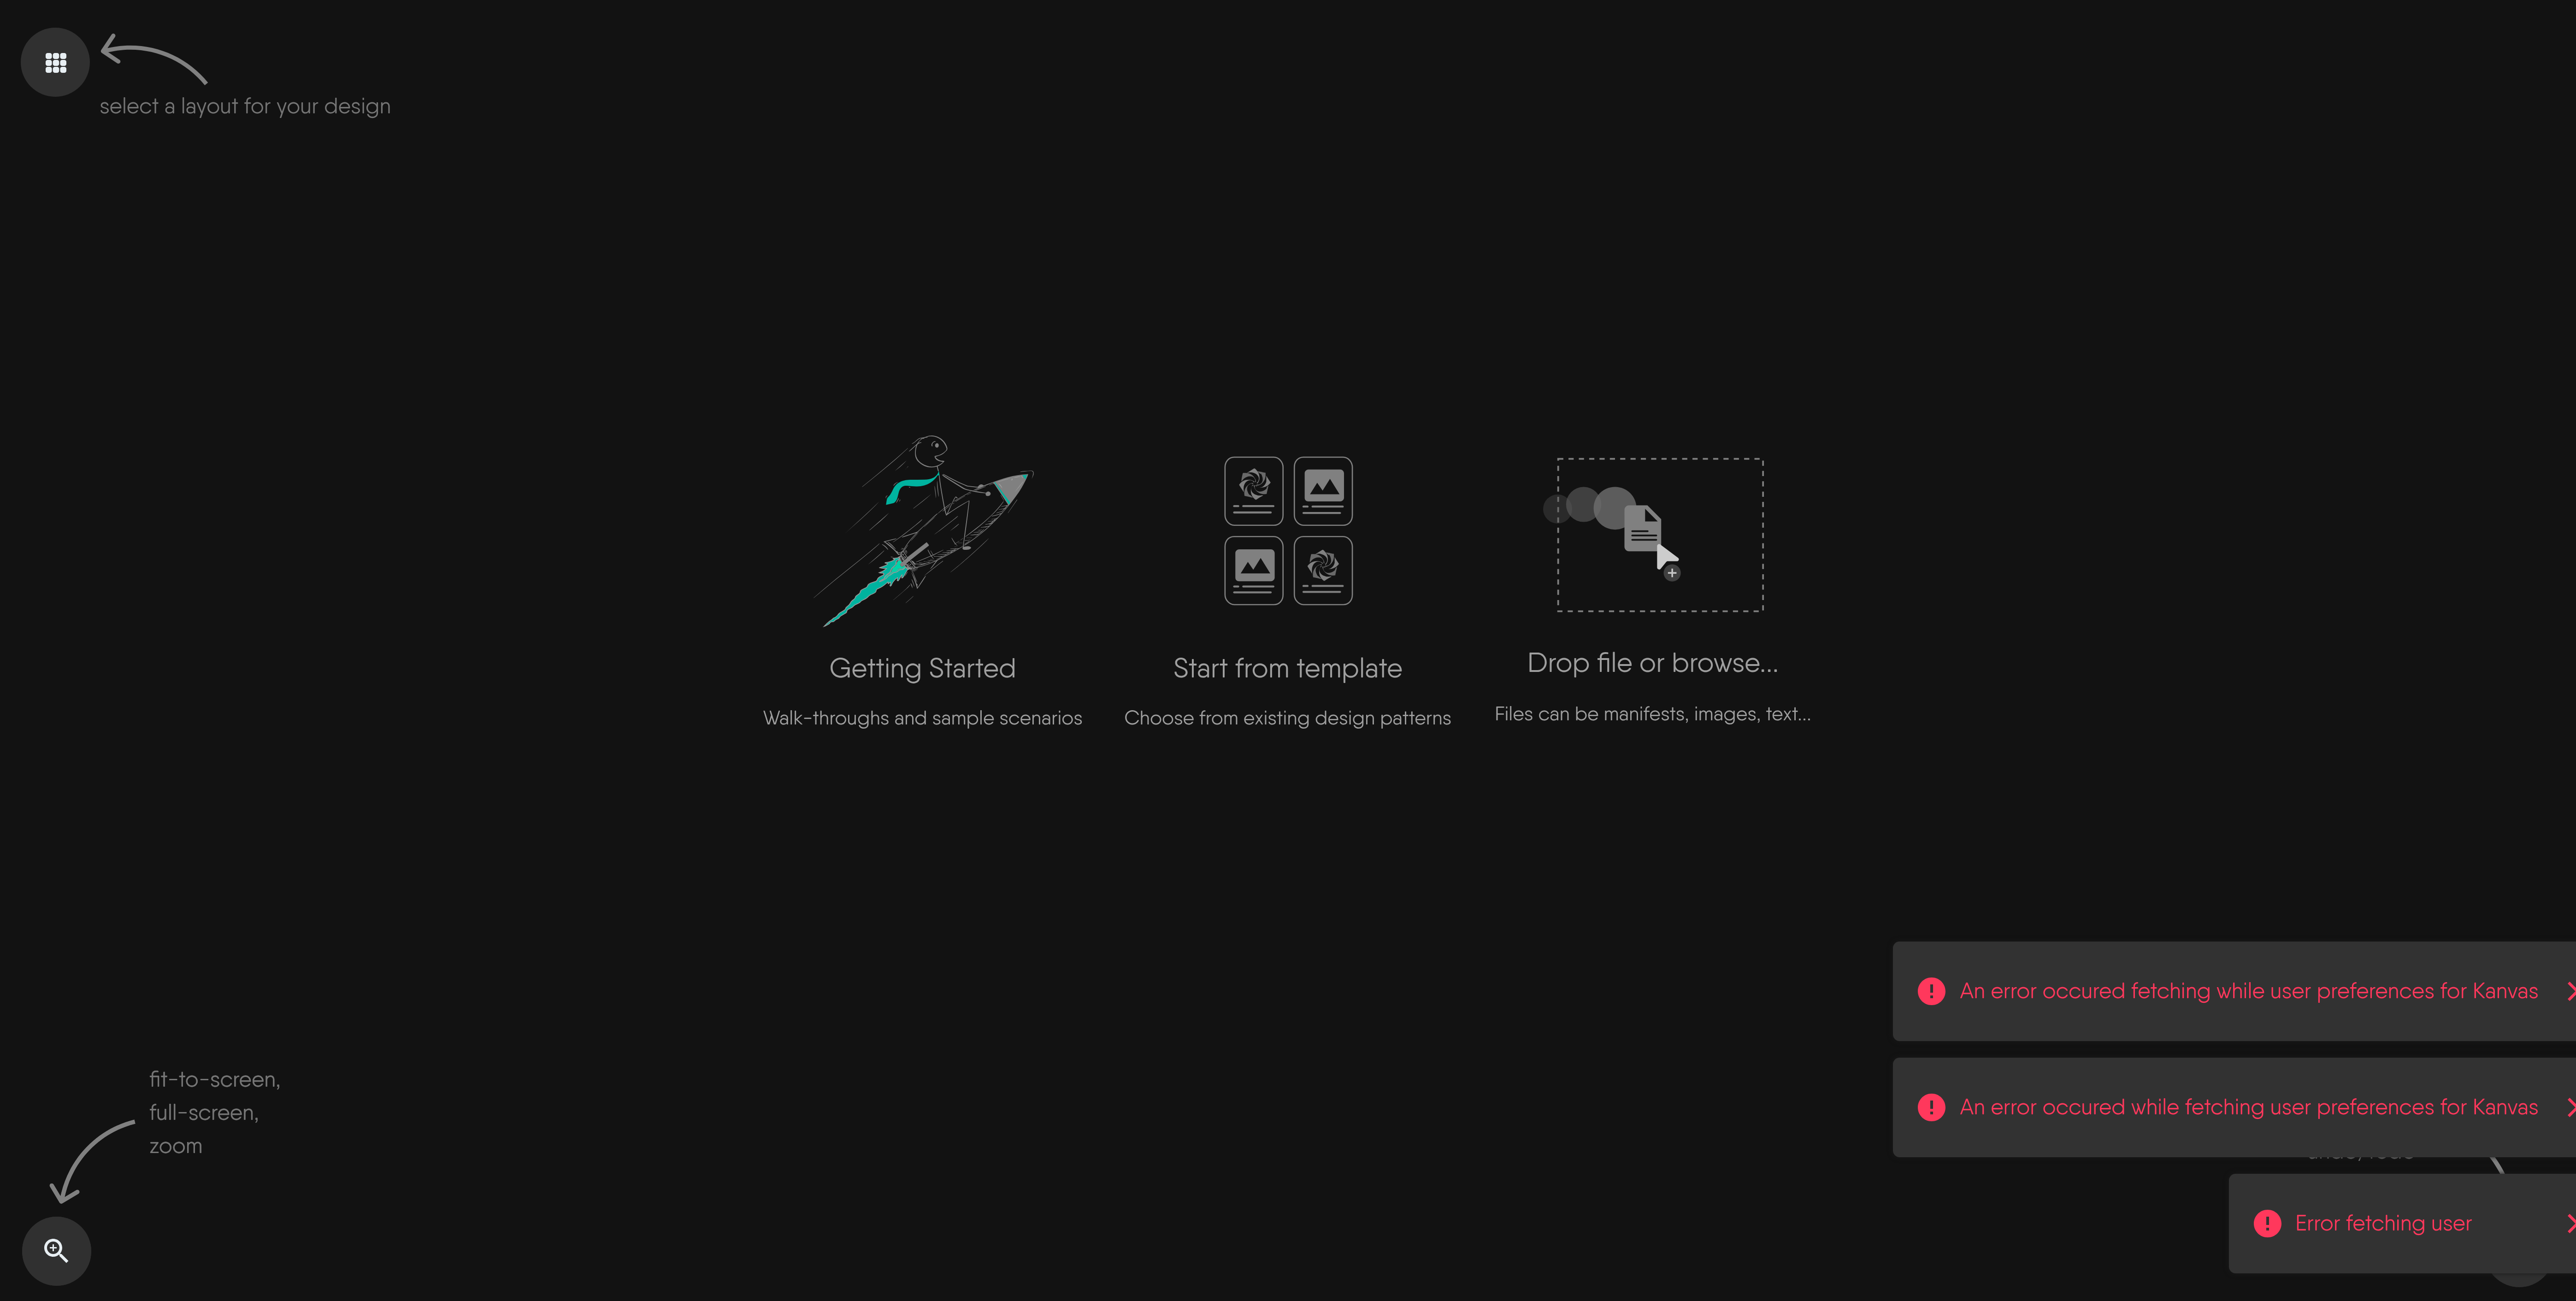 select a layout for your design
Getting Started
Walk-throughs and sample scenarios
Start from template
Choose from existing design patterns
Drop file or browse...
Files can be manifests, images, text...
An error occured fetching while user preferences for Kanvas
An error occured while fetching user preferences for Kanvas
Error fetching user
fit-to-screen,
full-screen,
zoom